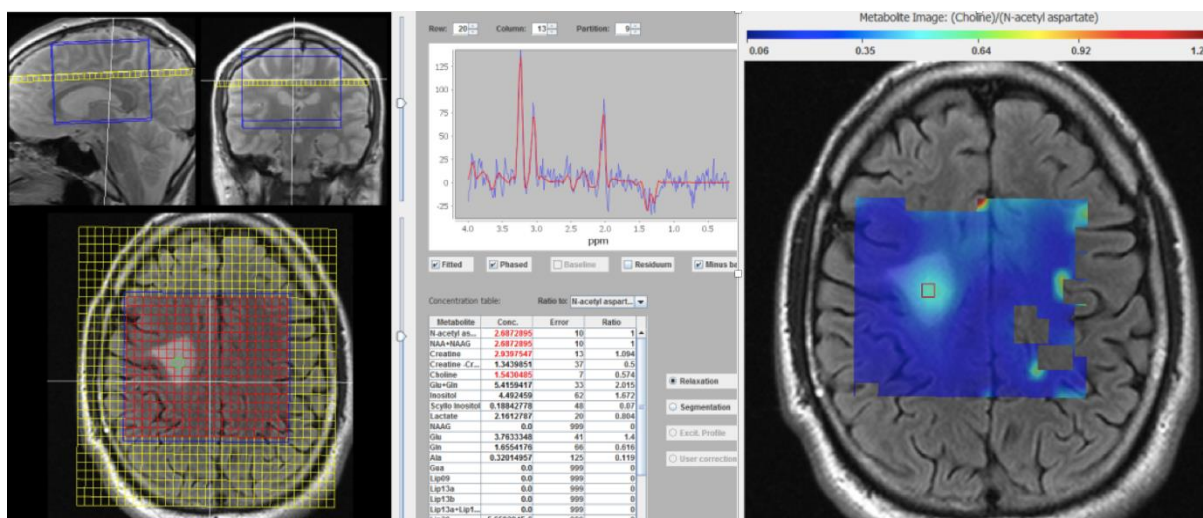 Row: 20 Column: 13 Partition: 9
125
100
75
50
25
0
-25
4.0 3.5 3.0 2.5 2.0 1.5 1.0 0.5
ppm
Fitted Phased Baseline Residuum Minus ba
Concentration table: Ratio to: N-acetyl aspart...
Metabolite Conc. Error Ratio
N-acetyl as... 2.6872895 10 1
NAA+NAAG 2.6872895 10 1
Creatine 2.9397547 13 1.094
Creatine -Cr... 1.3439851 37 0.5
Choline 1.5430485 7 0.574
Glu+Gln 5.4159417 33 2.015
Inositol 4.492459 62 1.672
Scyllo Inositol 0.18842778 48 0.07
Lactate 2.1612787 20 0.804
NAAG 0.0 999 0
Glu 3.7633348 41 1.4
Gln 1.6554176 66 0.616
Ala 0.32014957 125 0.119
Gua 0.0 999 0
Lip09 0.0 999 0
Lip13a 0.0 999 0
Lip13b 0.0 999 0
Lip13a+Lip1... 0.0 999 0
Relaxation
Segmentation
Excit. Profile
User correction
Metabolite Image: (Choline)/(N-acetyl aspartate)
0.06 0.35 0.64 0.92 1.2